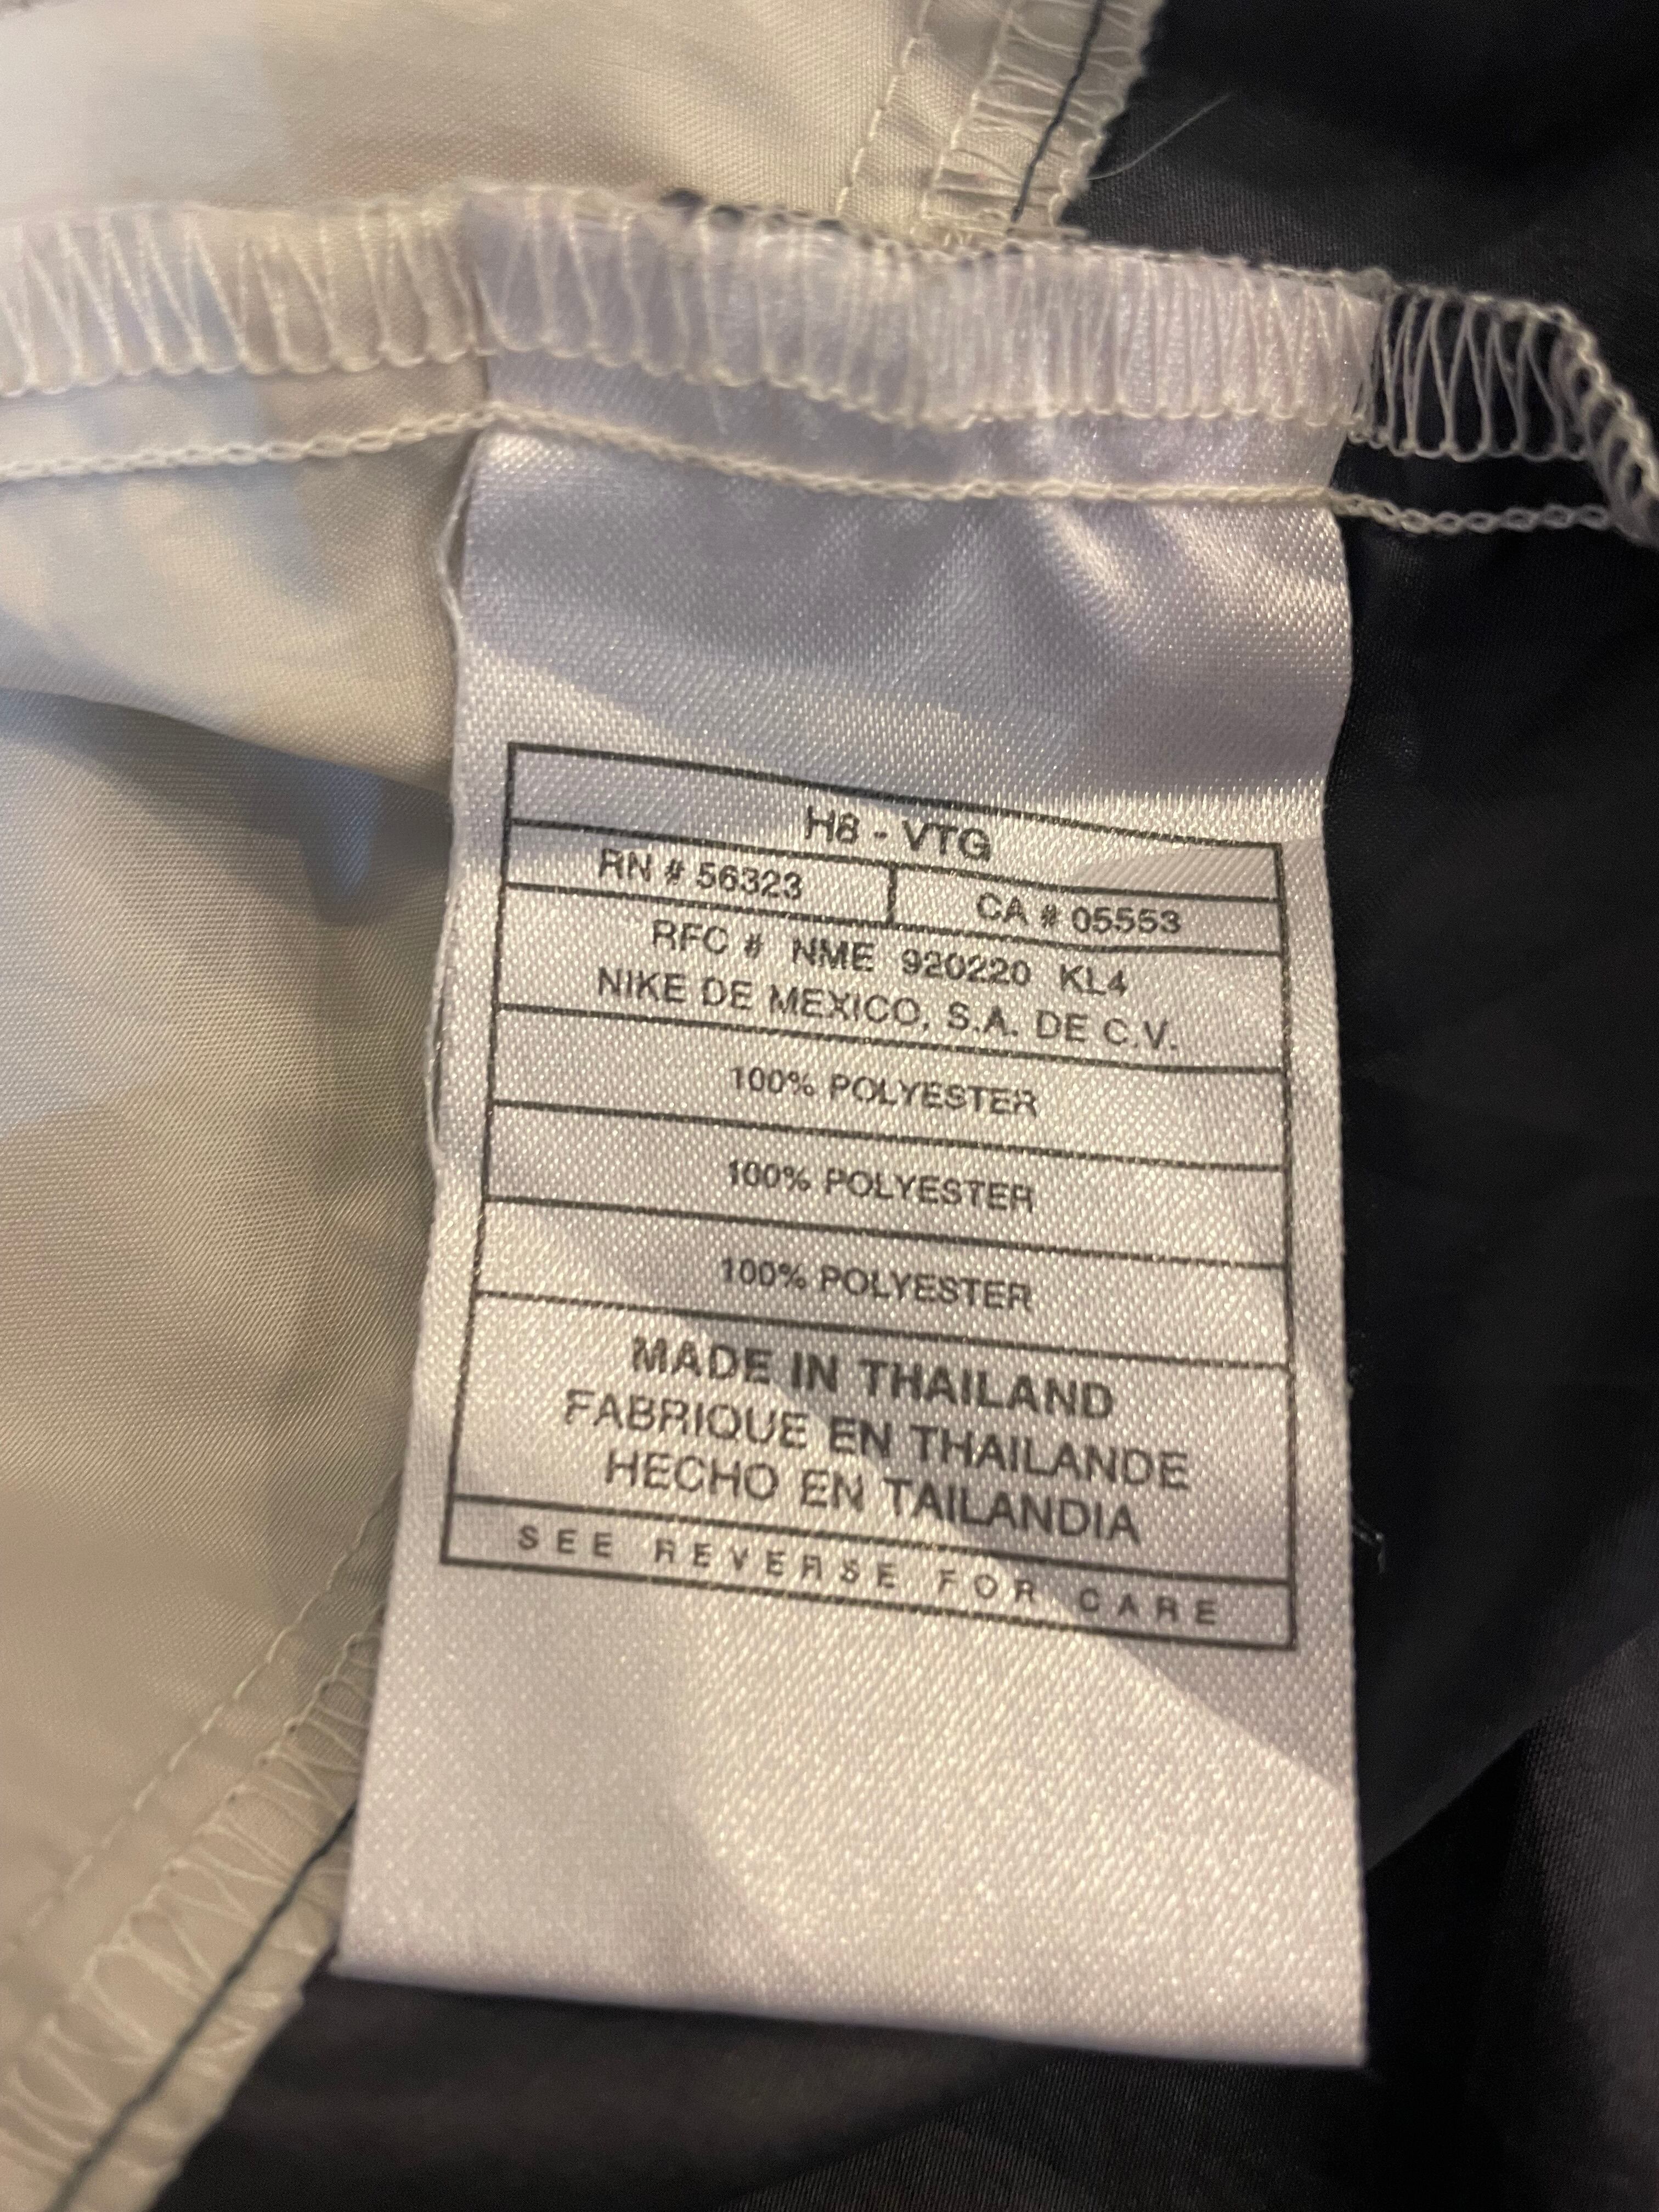 H8 - VTG
RN # 56323 CA # 05553
RFC # NME 920220 KL4
NIKE DE MEXICO, S.A. DE C.V.
100% POLYESTER
100% POLYESTER
100% POLYESTER
MADE IN THAILAND
FABRIQUE EN THAILANDE
HECHO EN TAILANDIA
SEE REVERSE FOR CARE